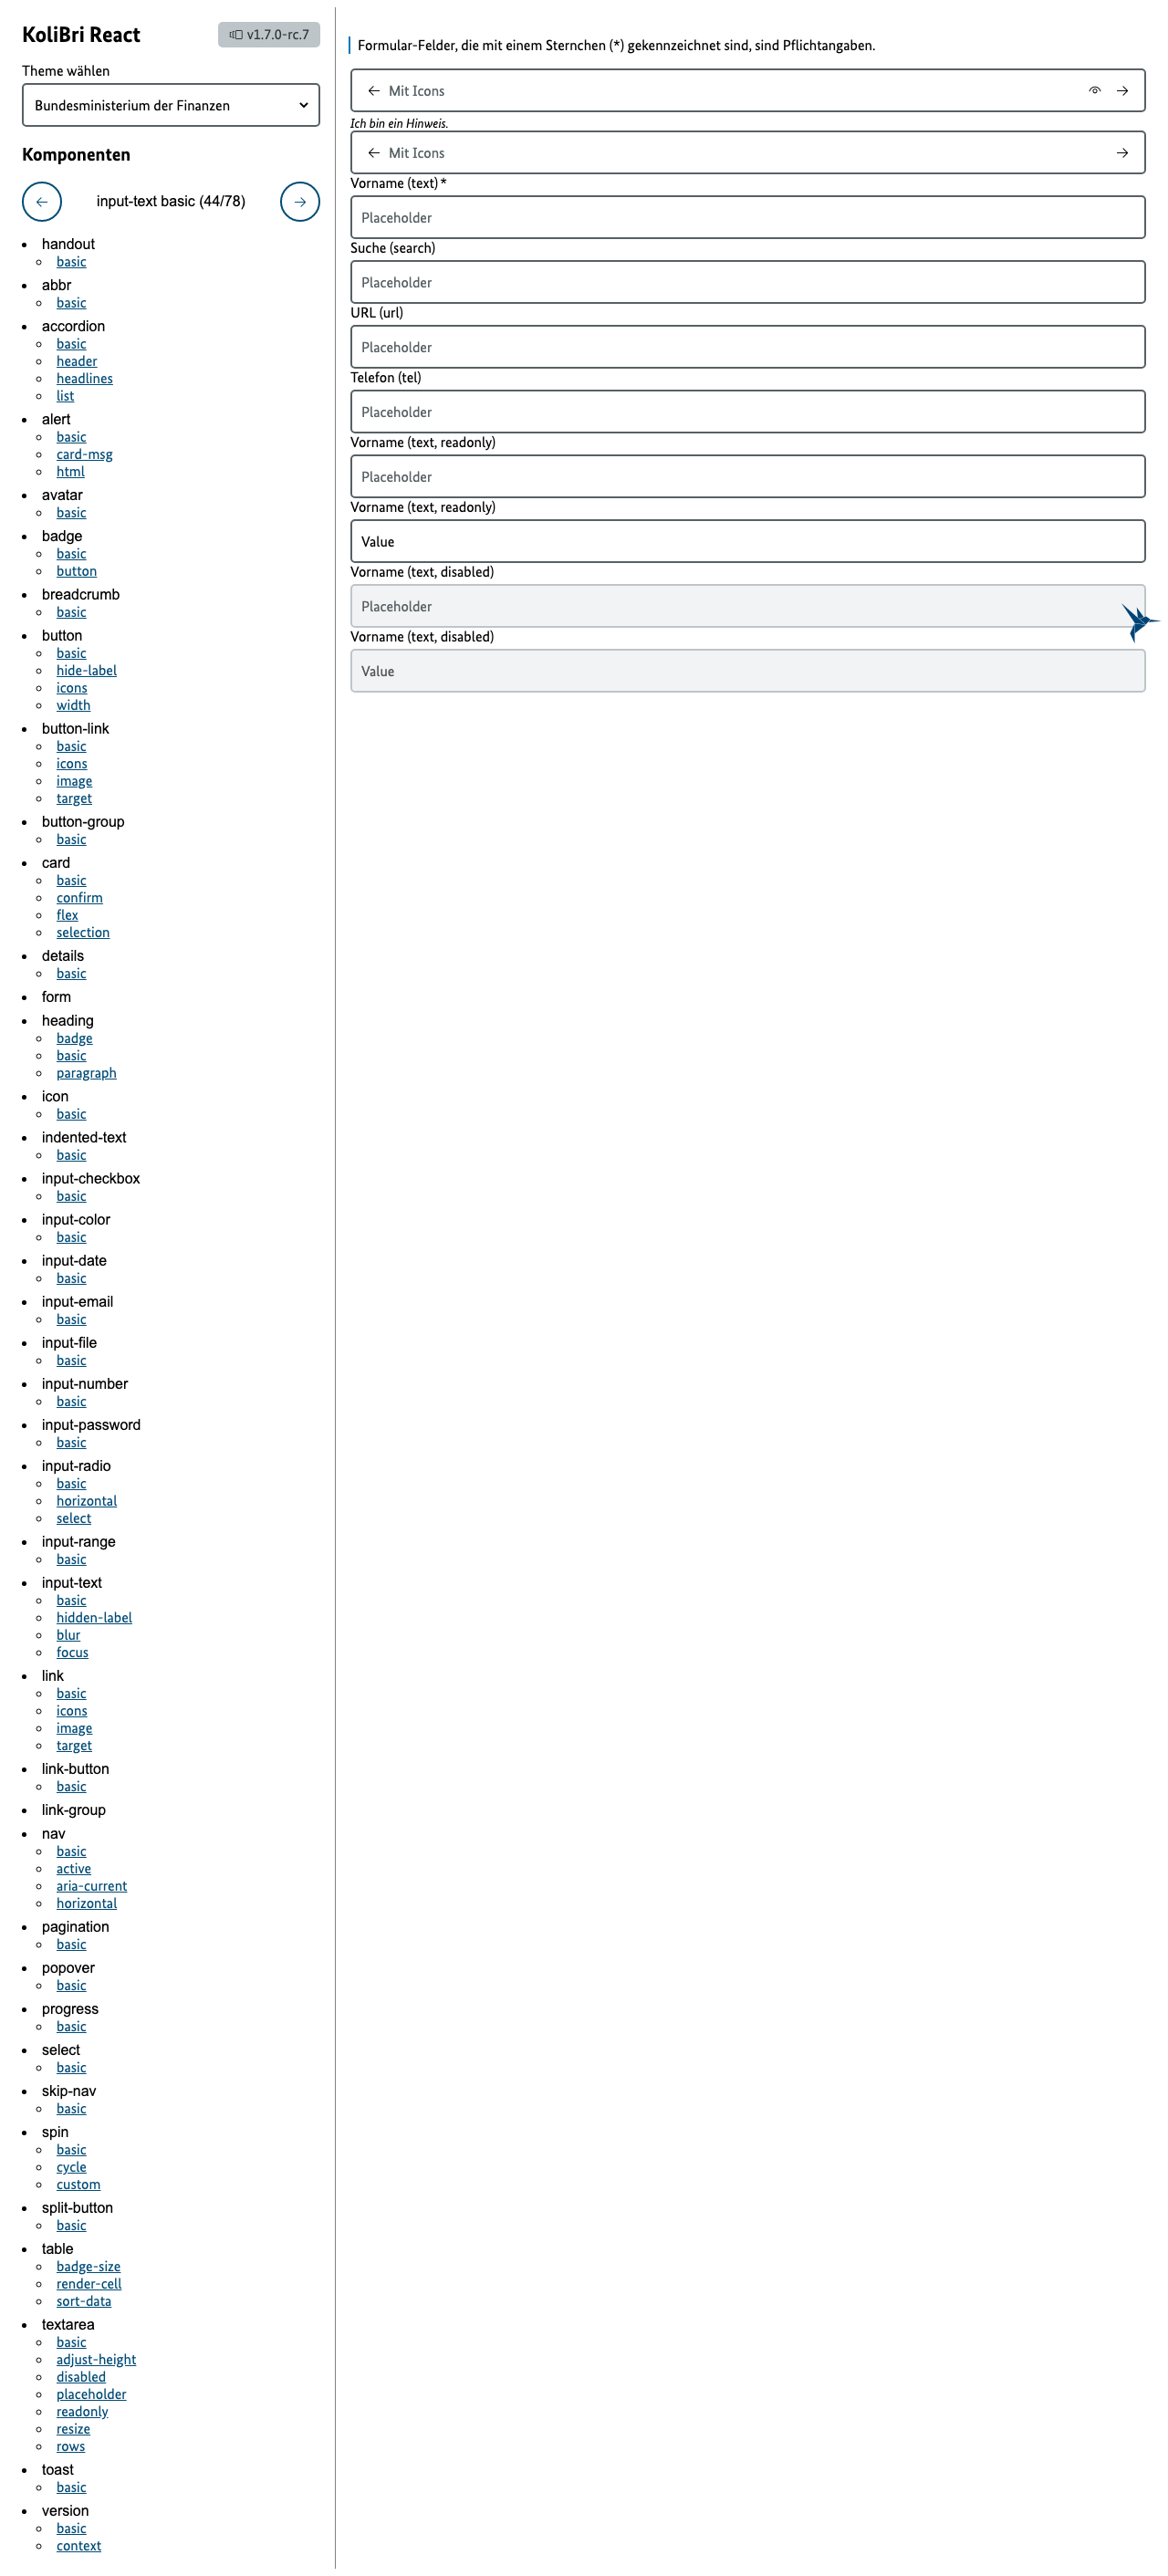 KoliBri React
v1.7.0-rc.7
Theme wählen
Bundesministerium der Finanzen
Komponenten
input-text basic (44/78)
handout
basic
abbr
basic
accordion
basic
header
headlines
list
alert
basic
card-msg
html
avatar
basic
badge
basic
button
breadcrumb
basic
button
basic
hide-label
icons
width
button-link
basic
icons
image
target
button-group
basic
card
basic
confirm
flex
selection
details
basic
form
heading
badge
basic
paragraph
icon
basic
indented-text
basic
input-checkbox
basic
input-color
basic
input-date
basic
input-email
basic
input-file
basic
input-number
basic
input-password
basic
input-radio
basic
horizontal
select
input-range
basic
input-text
basic
hidden-label
blur
focus
link
basic
icons
image
target
link-button
basic
link-group
nav
basic
active
aria-current
horizontal
pagination
basic
popover
basic
progress
basic
select
basic
skip-nav
basic
spin
basic
cycle
custom
split-button
basic
table
badge-size
render-cell
sort-data
textarea
basic
adjust-height
disabled
placeholder
readonly
resize
rows
toast
basic
version
basic
context
Formular-Felder, die mit einem Sternchen (*) gekennzeichnet sind, sind Pflichtangaben.
Mit Icons
Ich bin ein Hinweis.
Mit Icons
Vorname (text) *
Placeholder
Suche (search)
Placeholder
URL (url)
Placeholder
Telefon (tel)
Placeholder
Vorname (text, readonly)
Placeholder
Vorname (text, readonly)
Value
Vorname (text, disabled)
Placeholder
Vorname (text, disabled)
Value